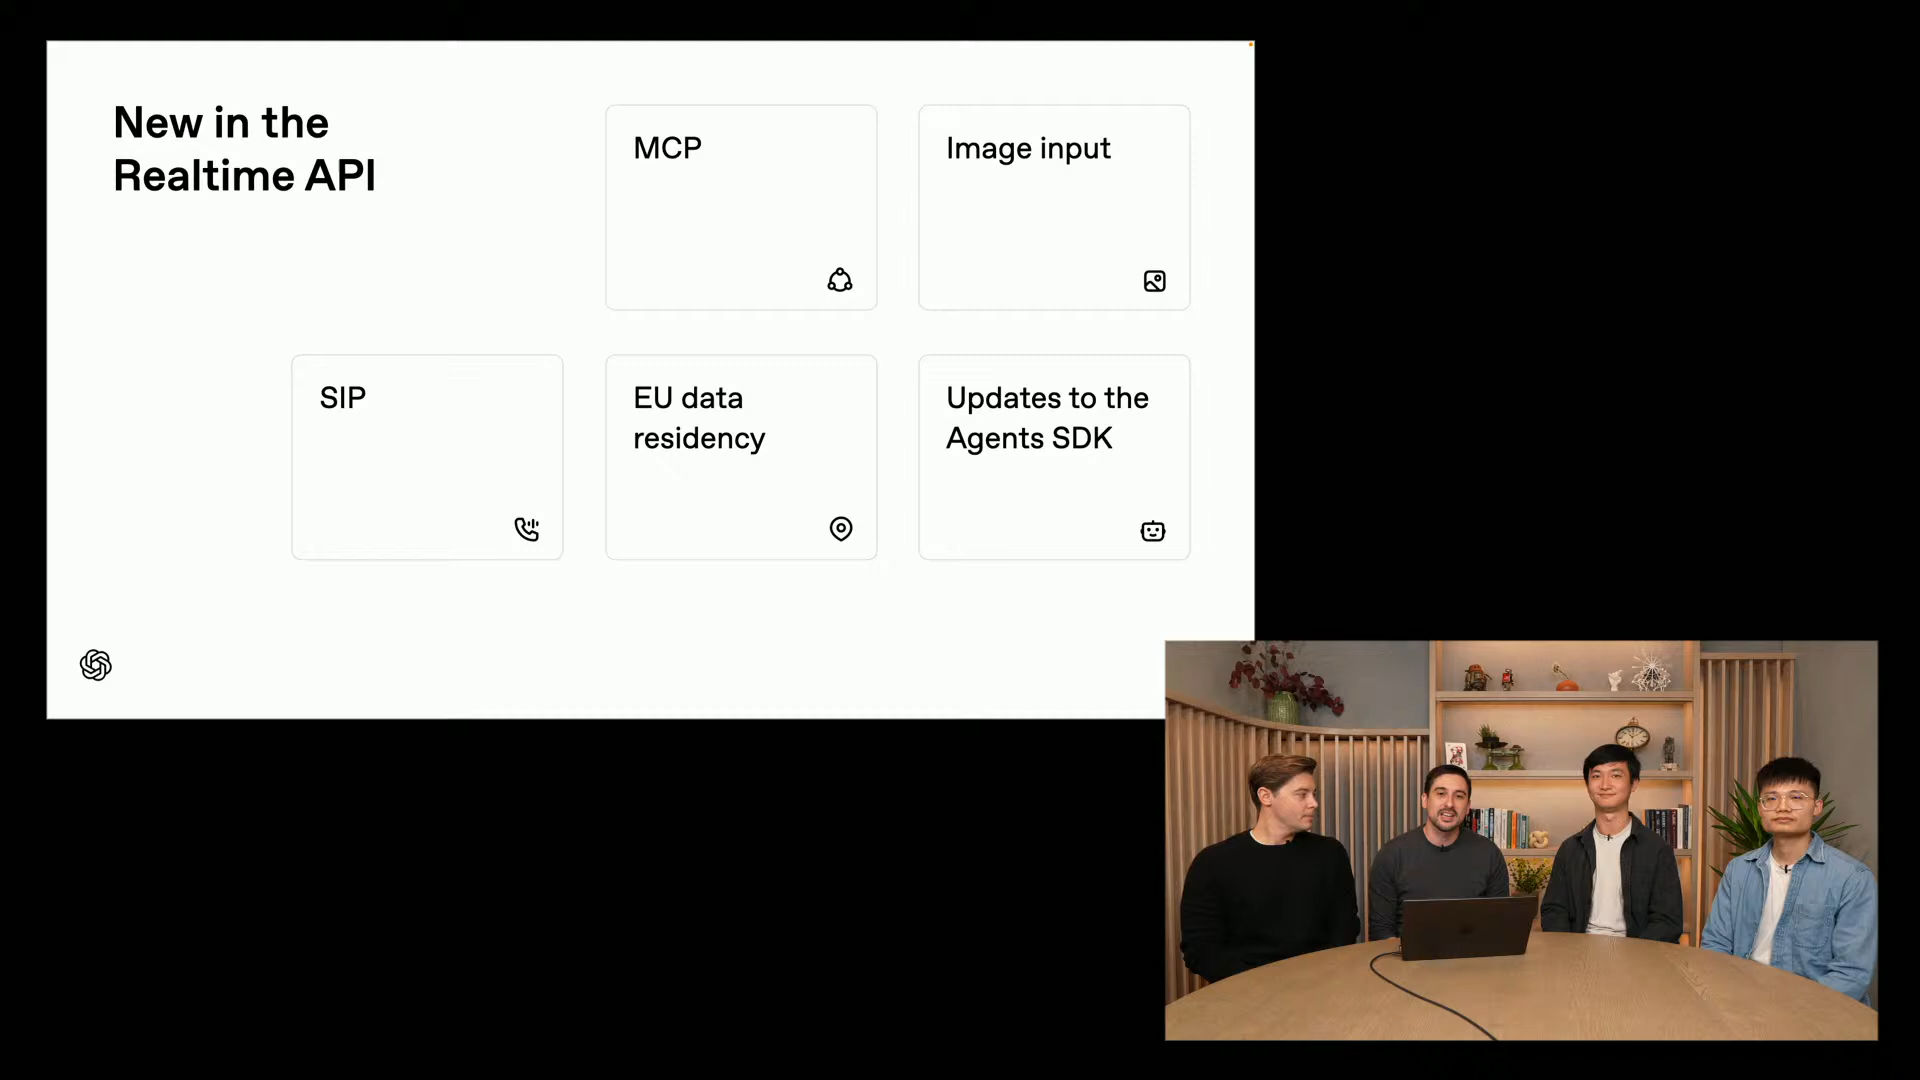 New in the
Realtime API
MCP
Image input
SIP
EU data
residency
Updates to the
Agents SDK